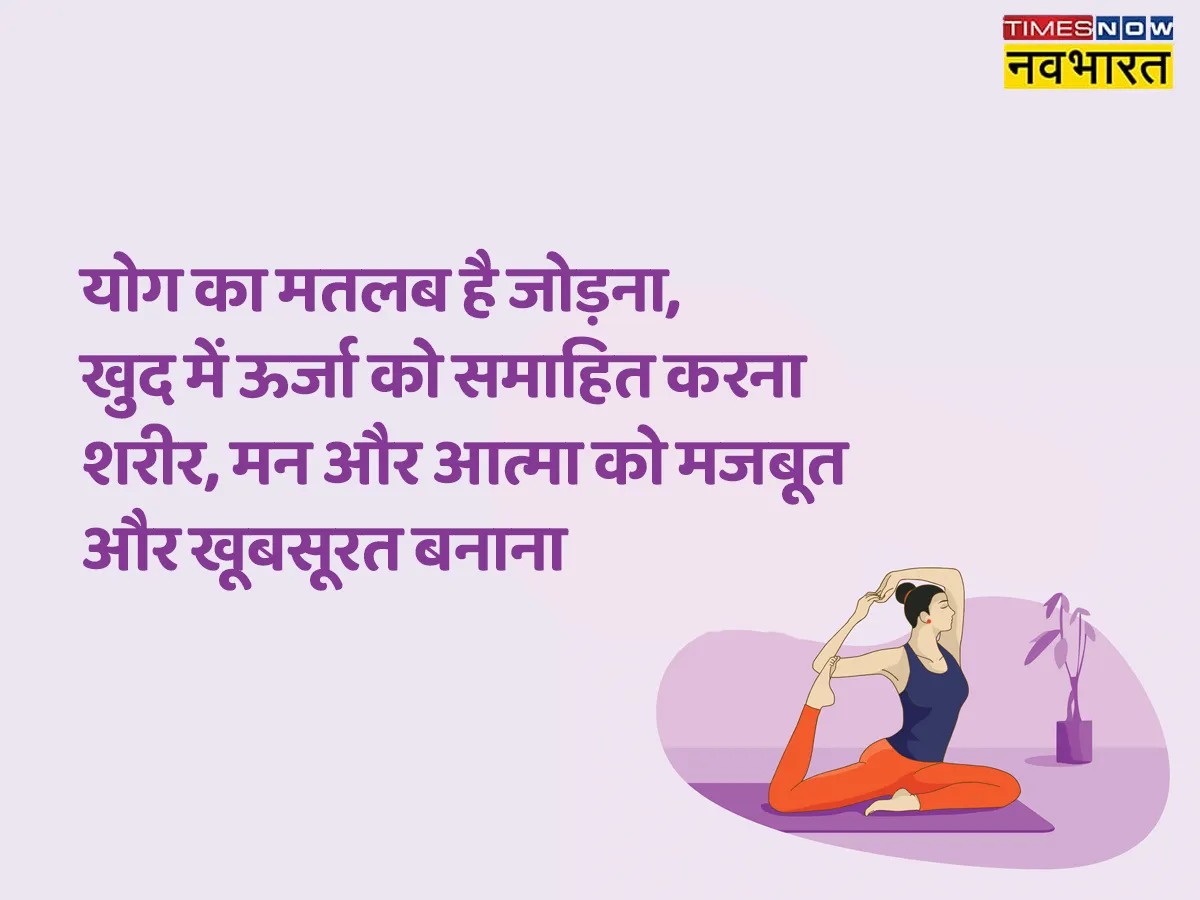 TIMES NOW
नवभारत
योग का मतलब है जोड़ना,
खुद में ऊर्जा को समाहित करना
शरीर, मन और आत्मा को मजबूत
और खूबसूरत बनाना